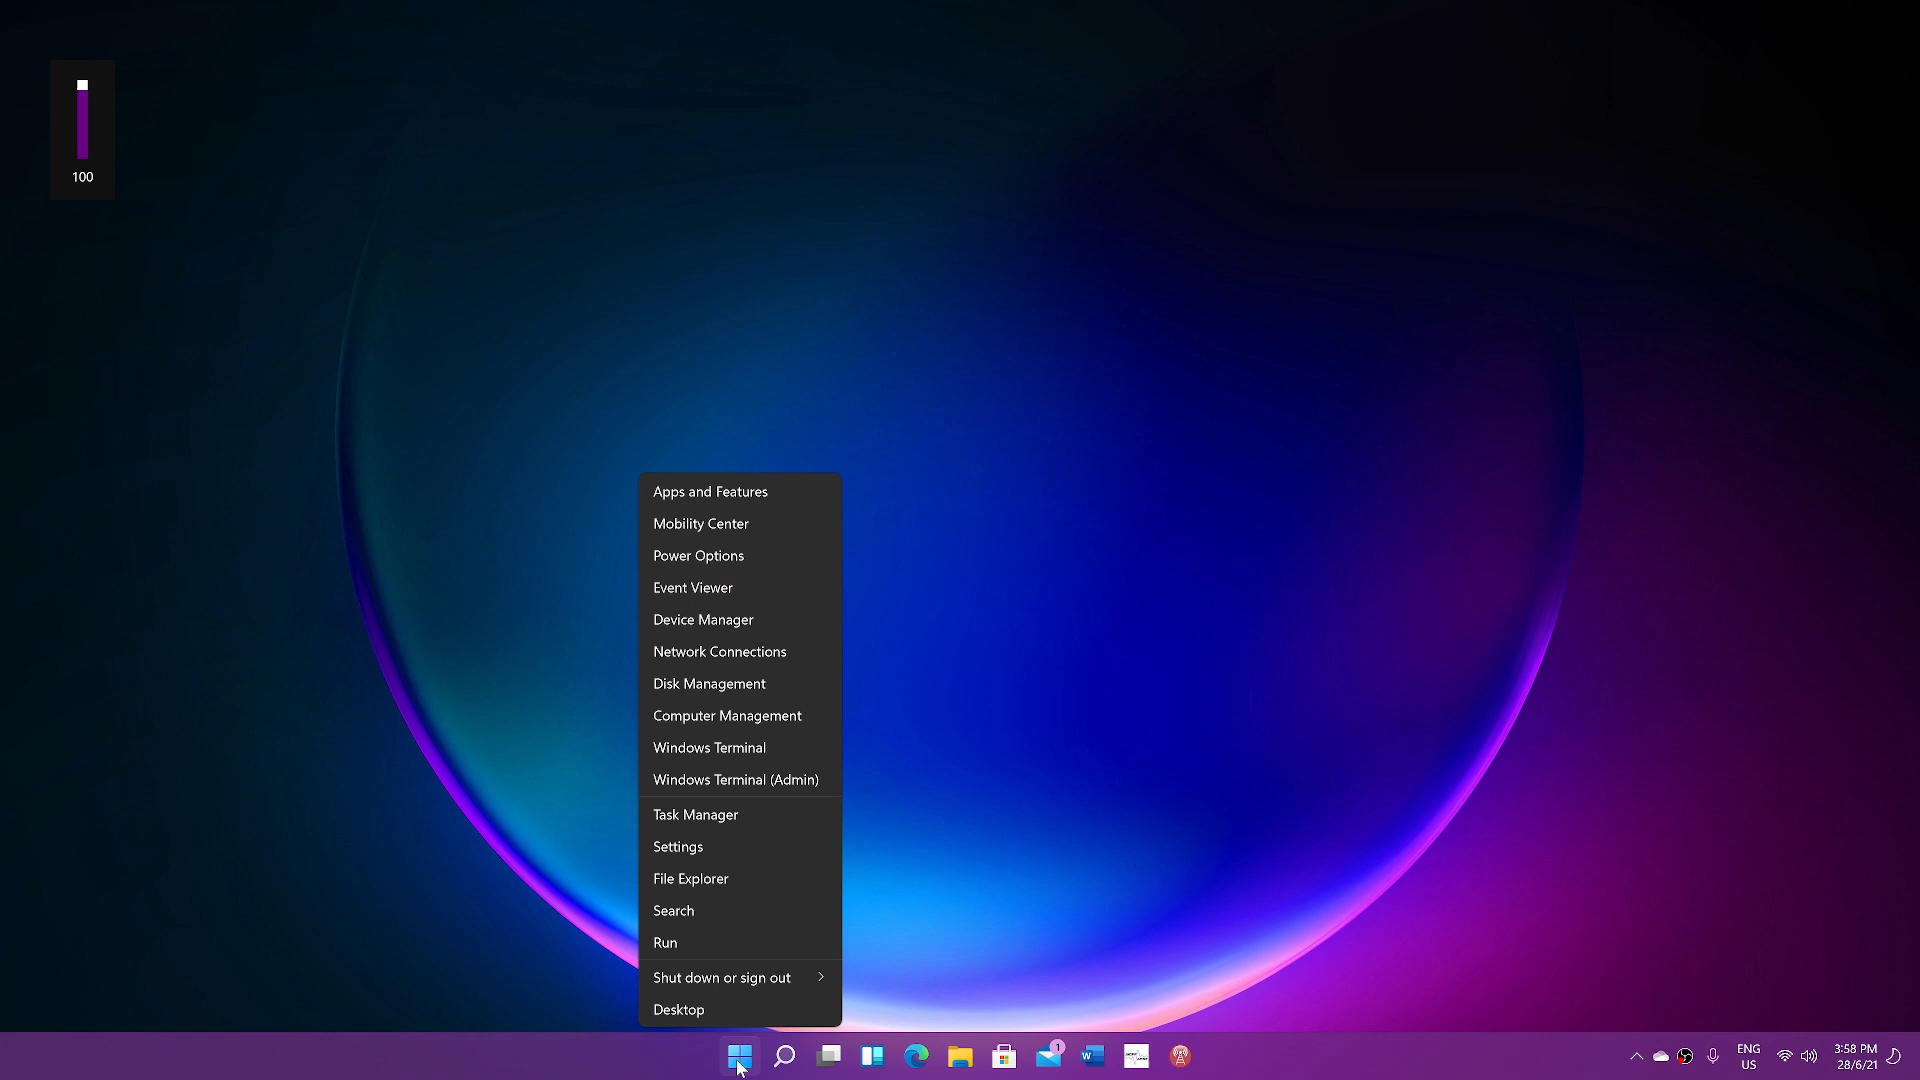 100
Apps and Features
Mobility Center
Power Options
Event Viewer
Device Manager
Network Connections
Disk Management
Computer Management
Windows Terminal
Windows Terminal (Admin)
Task Manager
Settings
File Explorer
Search
Run
Shut down or sign out
Desktop
1
W
ENG
US
3:58 PM
28/6/21